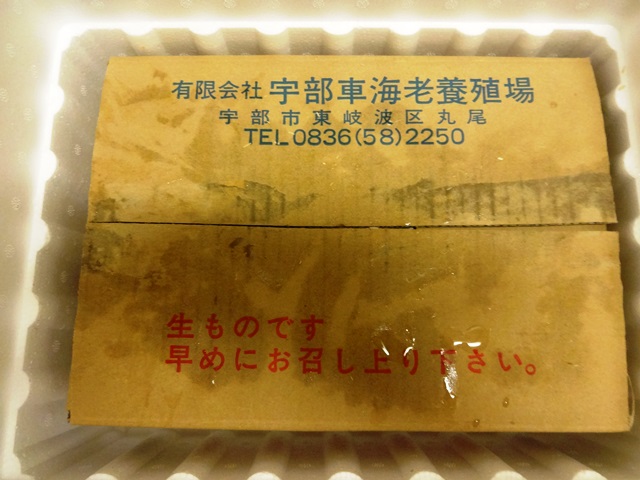 有限会社 宇部車海老養殖場
宇部市東岐波区丸尾
TEL0836(58)2250
生ものです
早めにお召し上り下さい。